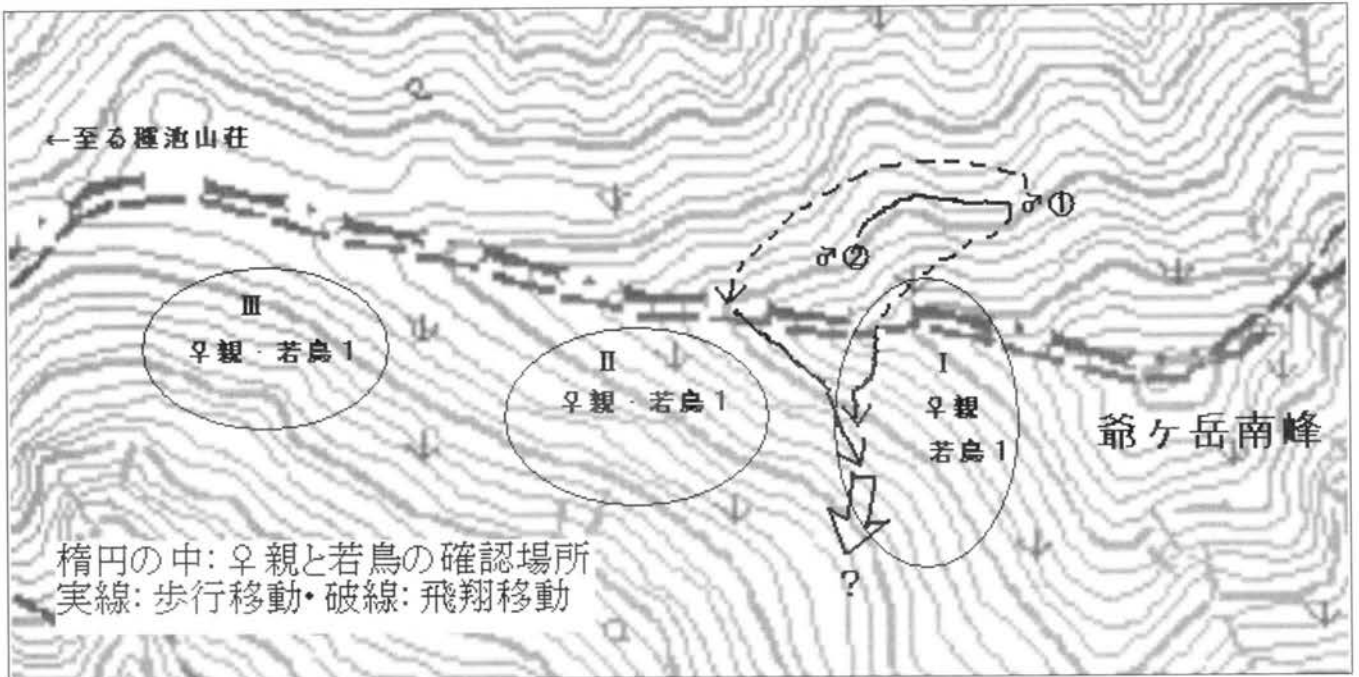 ←至る種池山荘
♂①
♂②
Ⅲ
♀親・若鳥1
Ⅱ
♀親・若鳥1
Ⅰ
♀親
若鳥1
爺ヶ岳南峰
?
楕円の中:♀親と若鳥の確認場所
実線:歩行移動・破線:飛翔移動